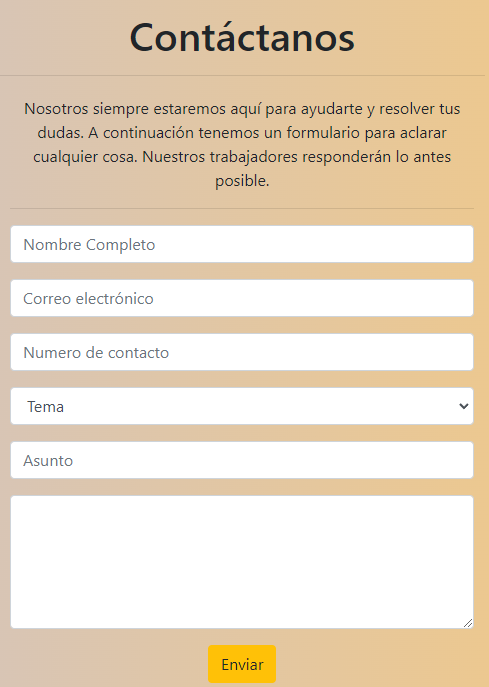 Contáctanos
Nosotros siempre estaremos aquí para ayudarte y resolver tus
dudas. A continuación tenemos un formulario para aclarar
cualquier cosa. Nuestros trabajadores responderán lo antes
posible.
Nombre Completo
Correo electrónico
Numero de contacto
Tema
Asunto
Enviar